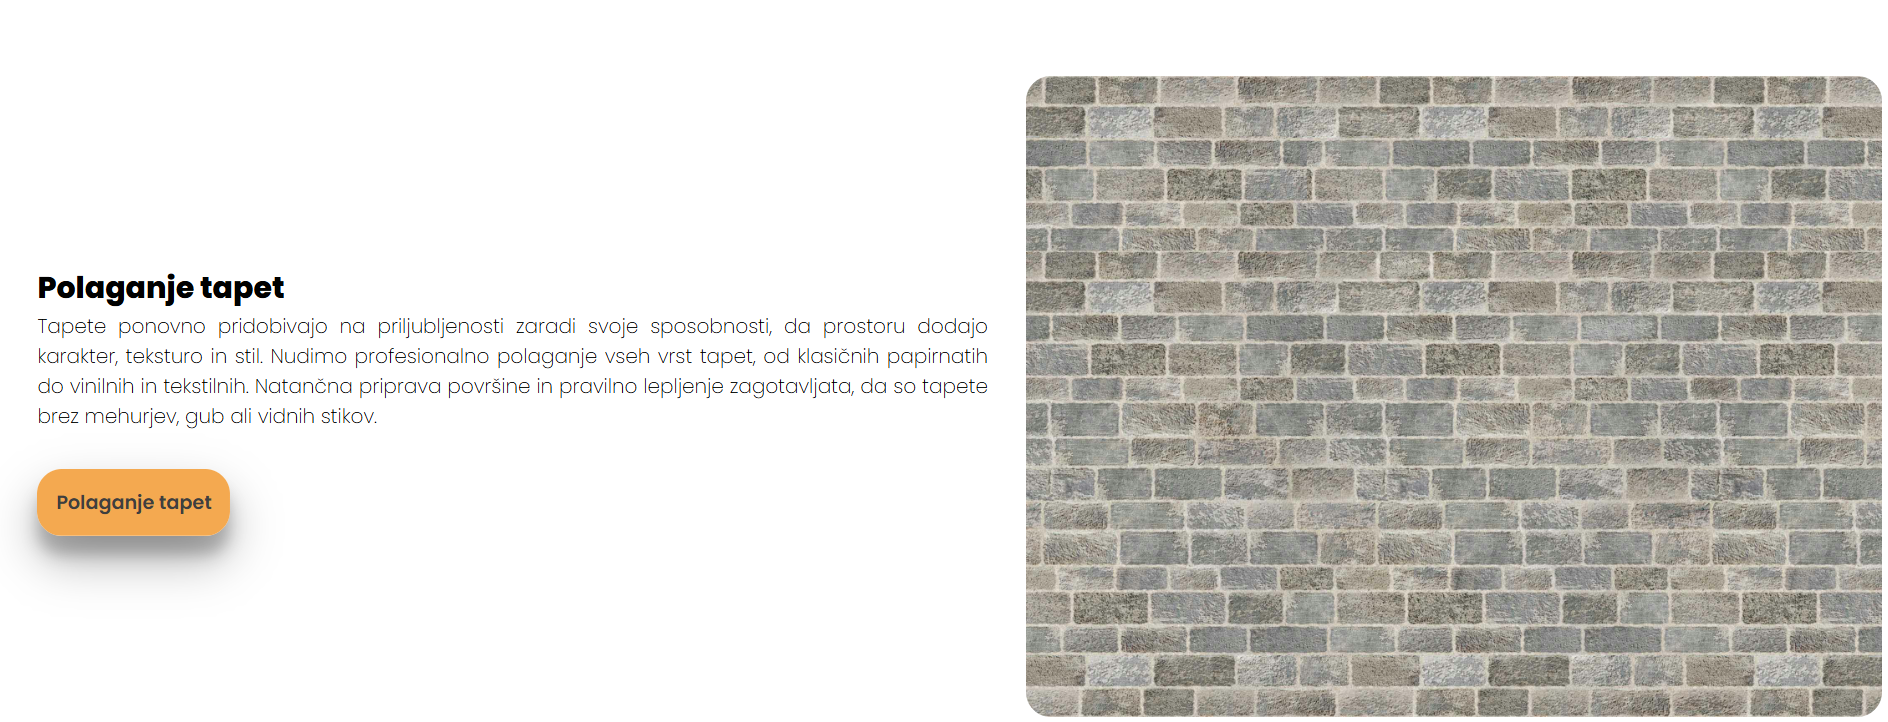 Polaganje tapet
Tapete ponovno pridobivajo na priljubljenosti zaradi svoje sposobnosti, da prostoru dodajo
karakter, teksturo in stil. Nudimo profesionalno polaganje vseh vrst tapet, od klasičnih papirnatih
do vinilnih in tekstilnih. Natančna priprava površine in pravilno lepljenje zagotavljata, da so tapete
brez mehurjev, gub ali vidnih stikov.
Polaganje tapet